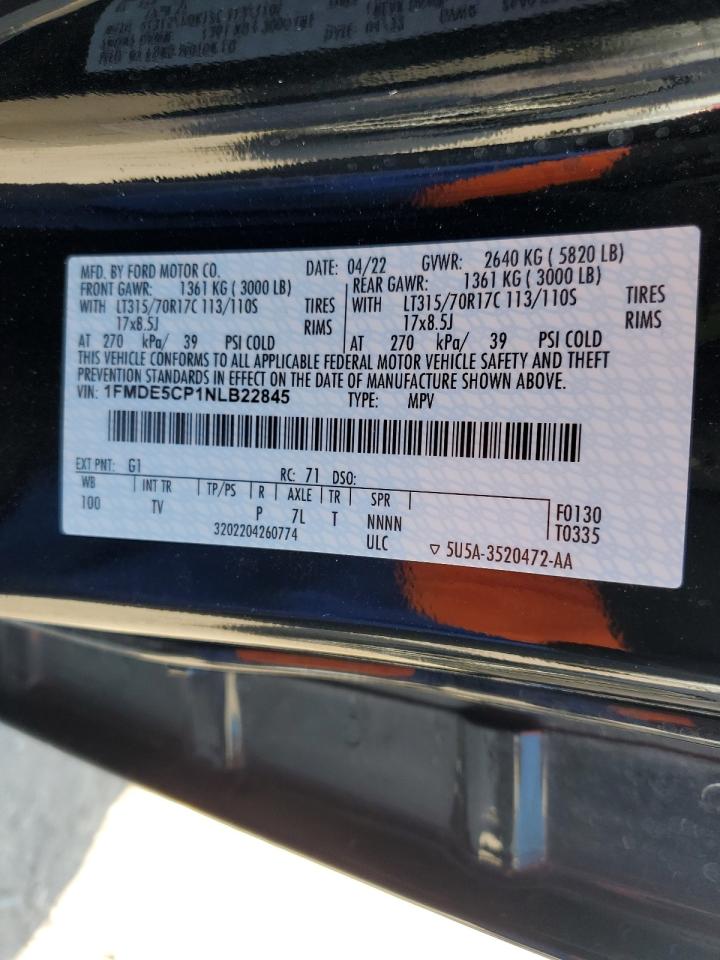 MFD. BY FORD MOTOR CO. DATE: 04/22 GVWR: 2640 KG ( 5820 LB)
FRONT GAWR: 1361 KG ( 3000 LB) REAR GAWR: 1361 KG ( 3000 LB)
WITH LT315/70R17C 113/110S TIRES WITH LT315/70R17C 113/110S TIRES
17x8.5J RIMS 17x8.5J RIMS
AT 270 kPa/ 39 PSI COLD AT 270 kPa/ 39 PSI COLD
THIS VEHICLE CONFORMS TO ALL APPLICABLE FEDERAL MOTOR VEHICLE SAFETY AND THEFT
PREVENTION STANDARDS IN EFFECT ON THE DATE OF MANUFACTURE SHOWN ABOVE.
VIN: 1FMDE5CP1NLB22845 TYPE: MPV
EXT PNT: G1 RC: 71 DSO:
WB INT TR TP/PS R AXLE TR SPR
100 TV P 7L T NNNN F0130
3202204260774 ULC T0335
5U5A-3520472-AA